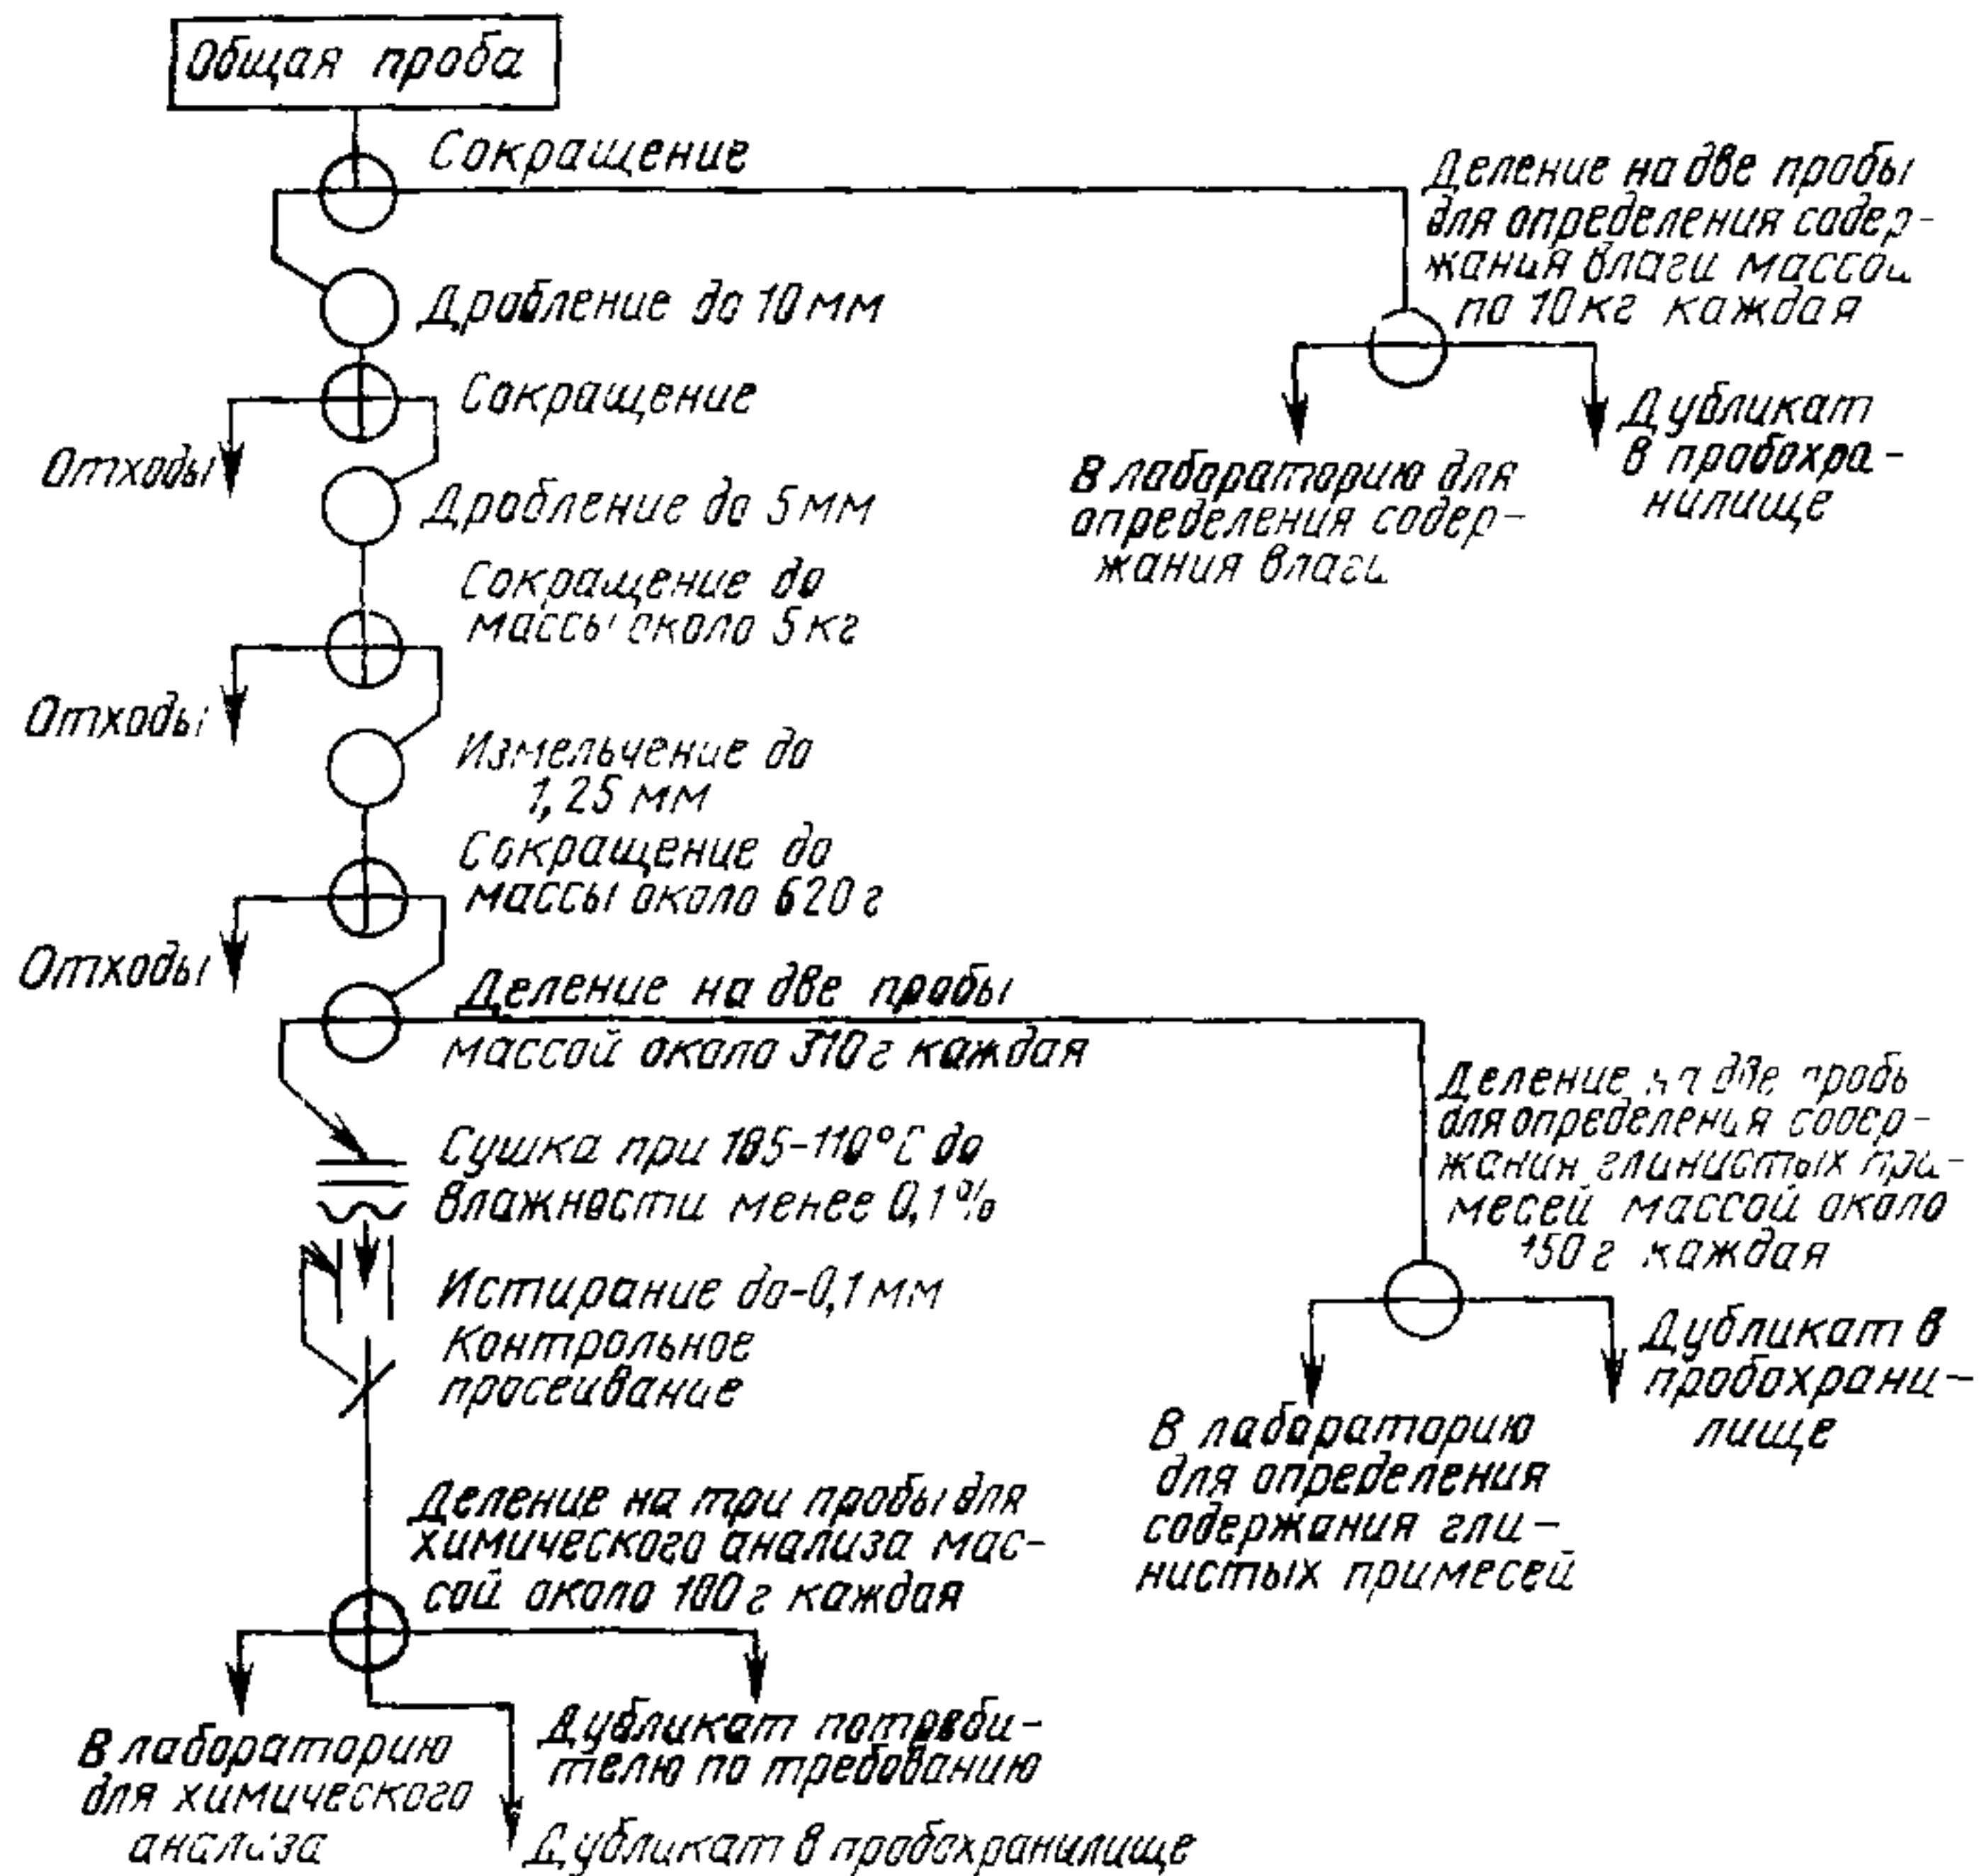 Общая проба
Сокращение
Деление на две пробы
для определения содер-
жания влаги массой
по 10 кг каждая
Дробление до 10 мм
Сокращение
Отходы
Дубликат
в пробохра-
нилище
В лабораторию для
определения содер-
жания влаги
Дробление до 5 мм
Сокращение до
массы около 5 кг
Отходы
Измельчение до
1,25 мм
Сокращение до
массы около 620 г
Отходы
Деление на две пробы
массой около 310 г каждая
Деление на две пробы
для определения содер-
жания глинистых при-
месей массой около
150 г каждая
Сушка при 105-110°С до
влажности менее 0,1%
Истирание до-0,1 мм
Контрольное
просеивание
Дубликат в
пробохрани-
лище
В лабораторию
для определения
содержания гли-
нистых примесей
Деление на три пробы для
химического анализа мас-
сой около 100 г каждая
В лабораторию
для химического
анализа
Дубликат потреби-
телю по требованию
Дубликат в пробохранилище